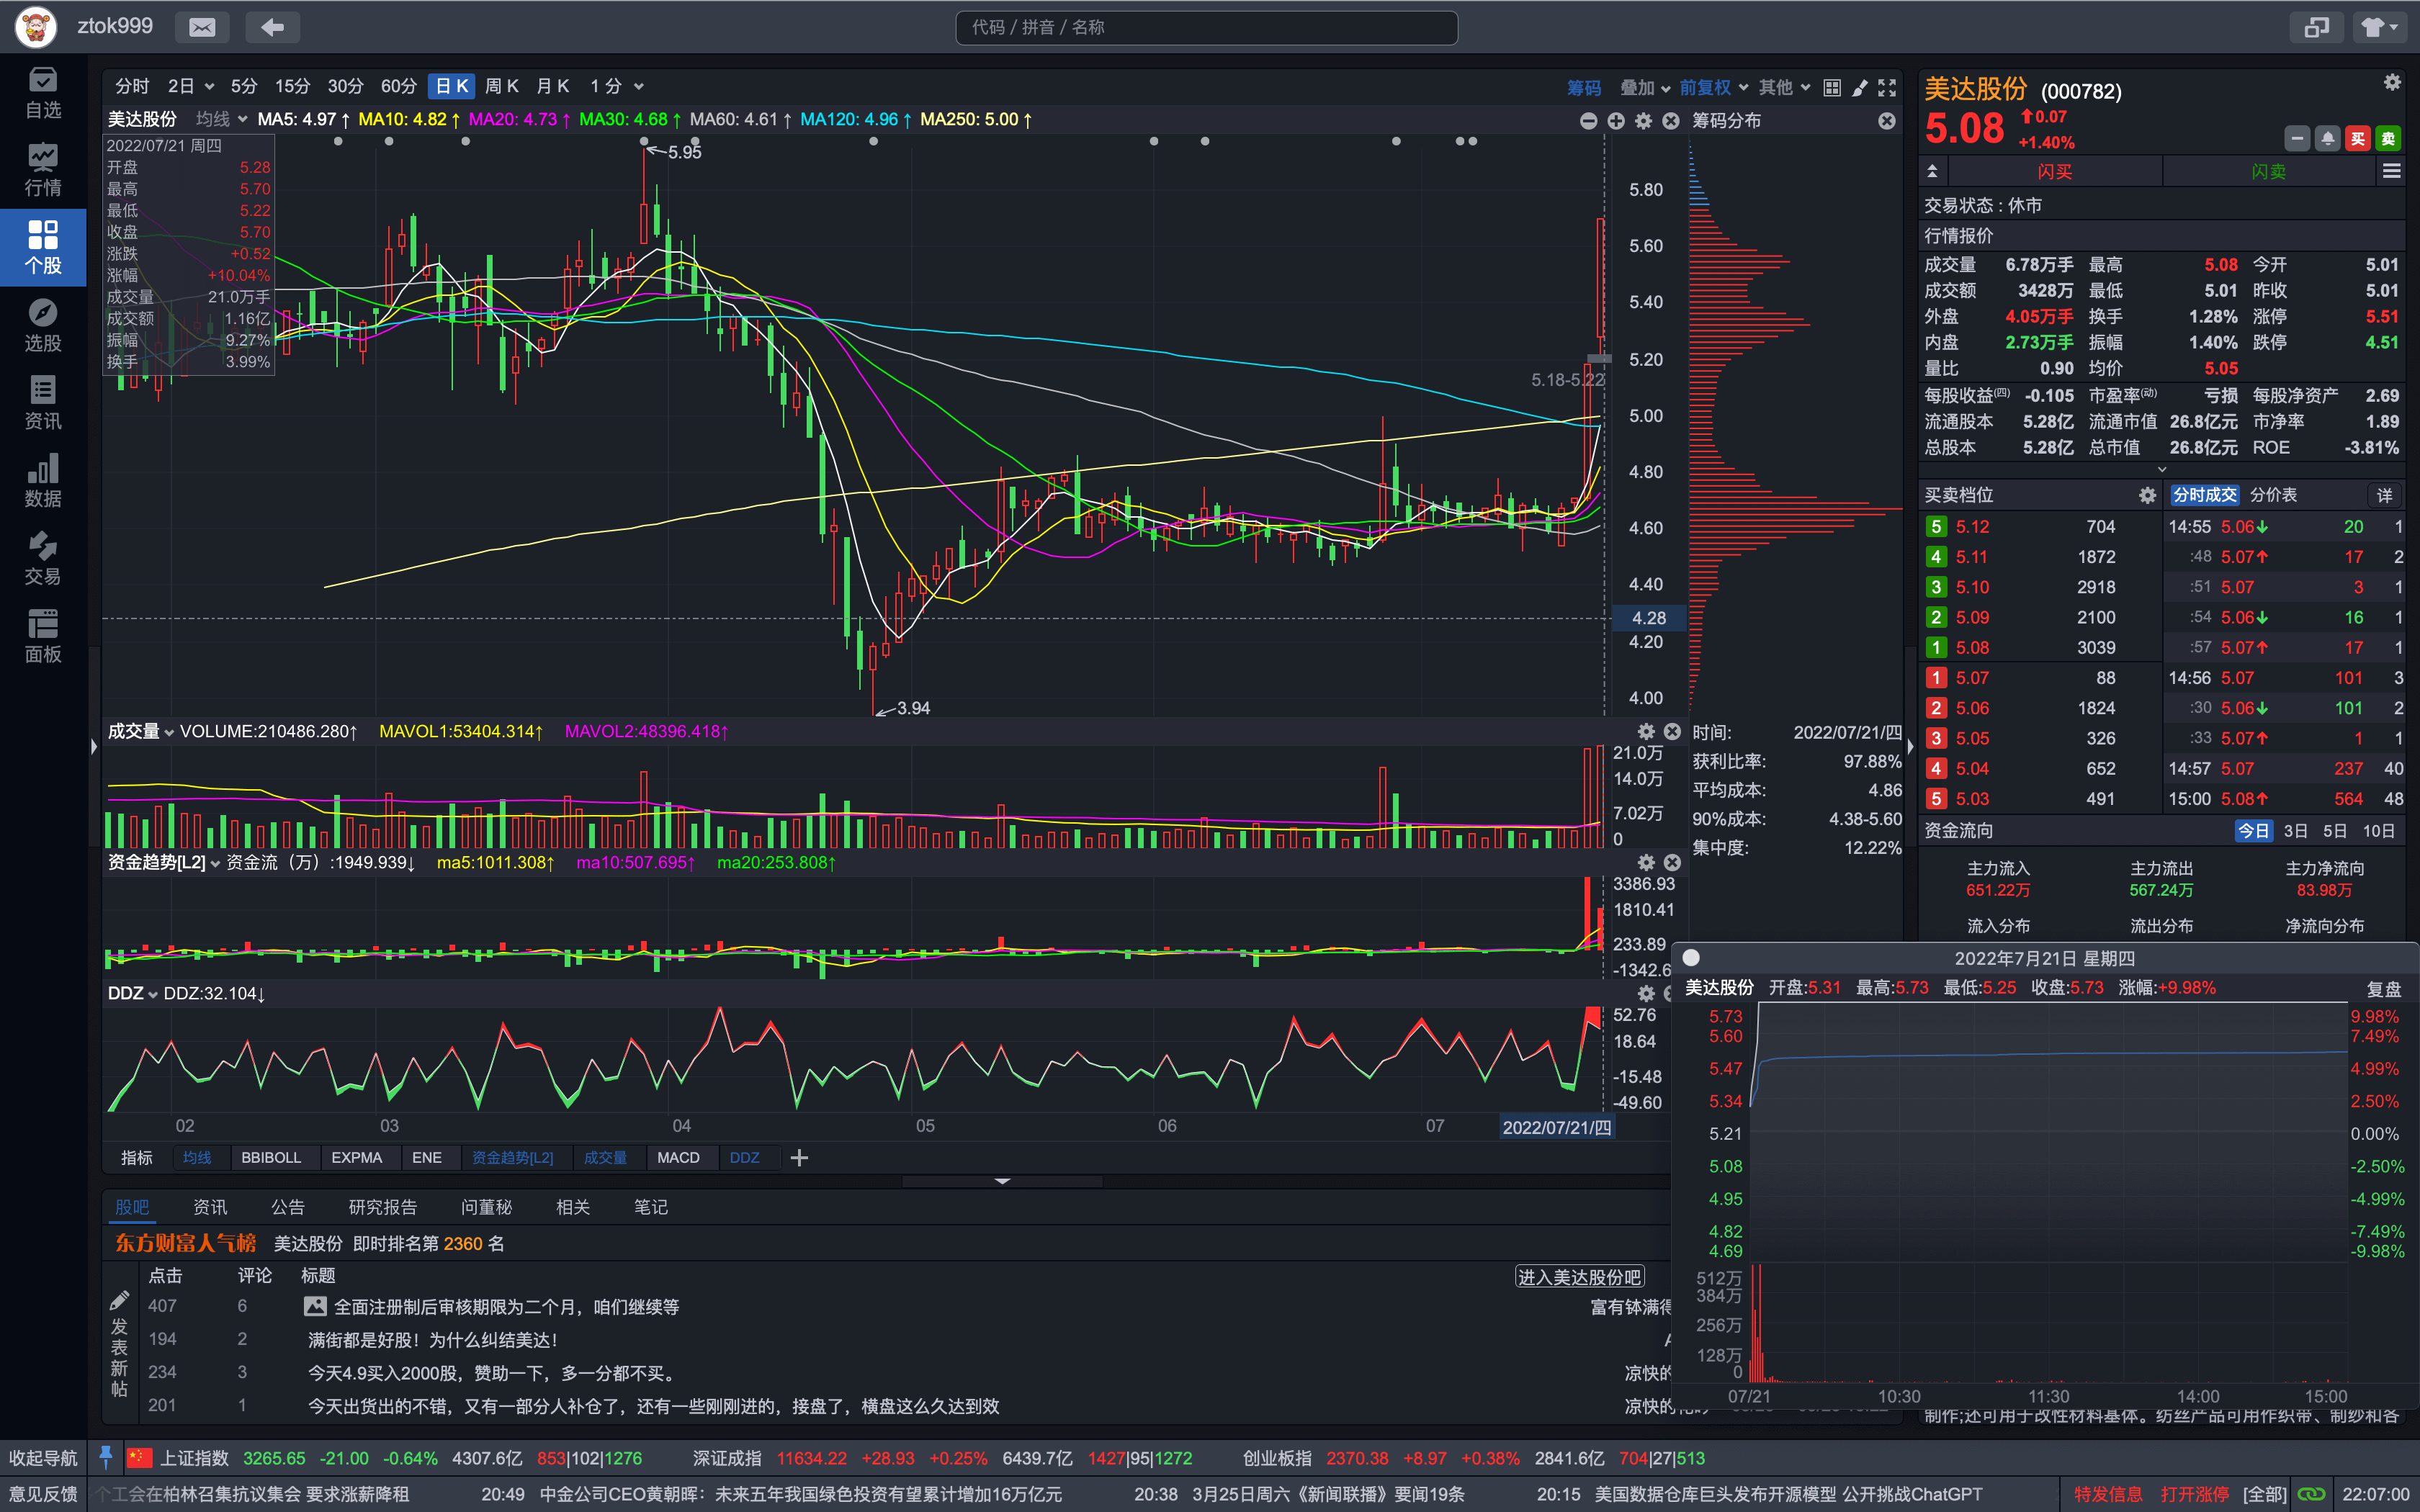 ztok999
代码 / 拼音 / 名称
自选
行情
个股
选股
资讯
数据
交易
面板
分时 2日 5分 15分 30分 60分 日K 周K 月K 1分 筹码 叠加 前复权 其他
美达股份 均线 MA5: 4.97↑ MA10: 4.82↑ MA20: 4.73↑ MA30: 4.68↑ MA60: 4.61↑ MA120: 4.96↑ MA250: 5.00↑
筹码分布
2022/07/21 周四
开盘 5.28
最高 5.70
最低 5.22
收盘 5.70
涨跌 +0.52
涨幅 +10.04%
成交量 21.0万手
成交额 1.16亿
振幅 9.27%
换手 3.99%
5.95
5.18-5.22
3.94
5.80
5.60
5.40
5.20
5.00
4.80
4.60
4.40
4.28
4.20
4.00
成交量 VOLUME:210486.280↑ MAVOL1:53404.314↑ MAVOL2:48396.418↑
21.0万
14.0万
7.02万
0
资金趋势[L2] 资金流（万）:1949.939↓ ma5:1011.308↑ ma10:507.695↑ ma20:253.808↑
3386.93
1810.41
233.89
-1342.6
DDZ DDZ:32.104↓
52.76
18.64
-15.48
-49.60
02 03 04 05 06 07 2022/07/21/四
指标 均线 BBIBOLL EXPMA ENE 资金趋势[L2] 成交量 MACD DDZ
时间: 2022/07/21/四
获利比率: 97.88%
平均成本: 4.86
90%成本: 4.38-5.60
集中度: 12.22%
股吧 资讯 公告 研究报告 问董秘 相关 笔记
东方财富人气榜 美达股份 即时排名第 2360 名
点击 评论 标题 进入美达股份吧
发表新帖
407 6 全面注册制后审核期限为二个月，咱们继续等 富有钵满得
194 2 满街都是好股！为什么纠结美达！
234 3 今天4.9买入2000股，赞助一下，多一分都不买。 凉快的
201 1 今天出货出的不错，又有一部分人补仓了，还有一些刚刚进的，接盘了，横盘这么久达到效 凉快的
美达股份 (000782)
5.08 0.07
+1.40%
买 卖
闪买 闪卖
交易状态 : 休市
行情报价
成交量 6.78万手 最高 5.08 今开 5.01
成交额 3428万 最低 5.01 昨收 5.01
外盘 4.05万手 换手 1.28% 涨停 5.51
内盘 2.73万手 振幅 1.40% 跌停 4.51
量比 0.90 均价 5.05
每股收益(四) -0.105 市盈率(动) 亏损 每股净资产 2.69
流通股本 5.28亿 流通市值 26.8亿元 市净率 1.89
总股本 5.28亿 总市值 26.8亿元 ROE -3.81%
买卖档位 分时成交 分价表 详
5 5.12 704 14:55 5.06↓ 20 1
4 5.11 1872 :48 5.07↑ 17 2
3 5.10 2918 :51 5.07 3 1
2 5.09 2100 :54 5.06↓ 16 1
1 5.08 3039 :57 5.07↑ 17 1
1 5.07 88 14:56 5.07 101 3
2 5.06 1824 :30 5.06↓ 101 2
3 5.05 326 :33 5.07↑ 1 1
4 5.04 652 14:57 5.07 237 40
5 5.03 491 15:00 5.08↑ 564 48
资金流向 今日 3日 5日 10日
主力流入 主力流出 主力净流向
651.22万 567.24万 83.98万
流入分布 流出分布 净流向分布
2022年7月21日 星期四
美达股份 开盘:5.31 最高:5.73 最低:5.25 收盘:5.73 涨幅:+9.98% 复盘
5.73 9.98%
5.60 7.49%
5.47 4.99%
5.34 2.50%
5.21 0.00%
5.08 -2.50%
4.95 -4.99%
4.82 -7.49%
4.69 -9.98%
512万
384万
256万
128万
0
07/21 10:30 11:30 14:00 15:00
制作;还可用于改性材料基体。纺丝产品可用作织带、制纱和各
收起导航 上证指数 3265.65 -21.00 -0.64% 4307.6亿 853|102|1276 深证成指 11634.22 +28.93 +0.25% 6439.7亿 1427|95|1272 创业板指 2370.38 +8.97 +0.38% 2841.6亿 704|27|513
意见反馈 个工会在柏林召集抗议集会 要求涨薪降租 20:49 中金公司CEO黄朝晖：未来五年我国绿色投资有望累计增加16万亿元 20:38 3月25日周六《新闻联播》要闻19条 20:15 美国数据仓库巨头发布开源模型 公开挑战ChatGPT 特发信息 打开涨停 [全部] 22:07:00